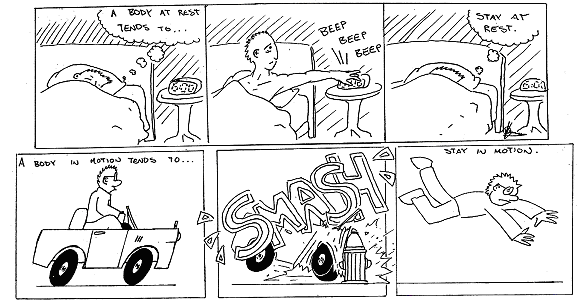 A BODY AT REST
TENDS TO...
BEEP
BEEP
BEEP
STAY AT
REST.
A BODY IN MOTION TENDS TO...
SMASH
STAY IN MOTION.